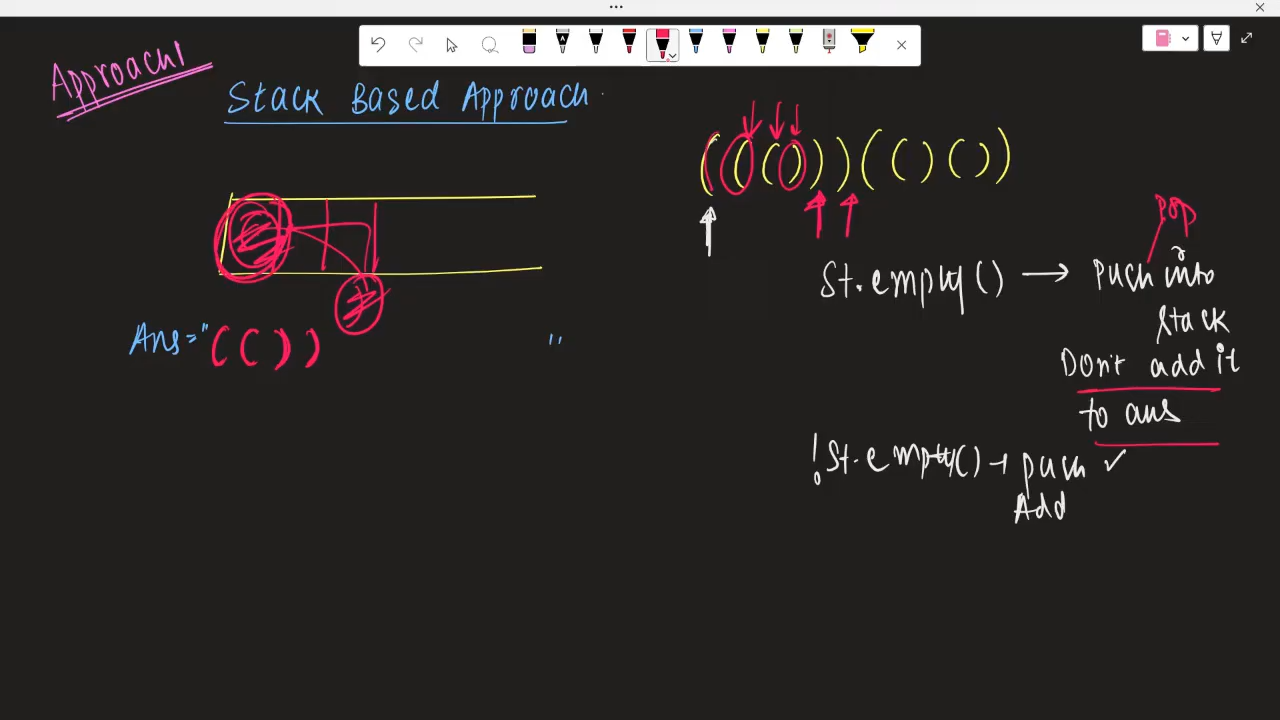 Approach1
Stack Based Approach
((()))(()())
pop
St.empty() → Push into
stack
Don't add it
to ans
Ans = "(()) "
!St.empty() → push ✓
Add